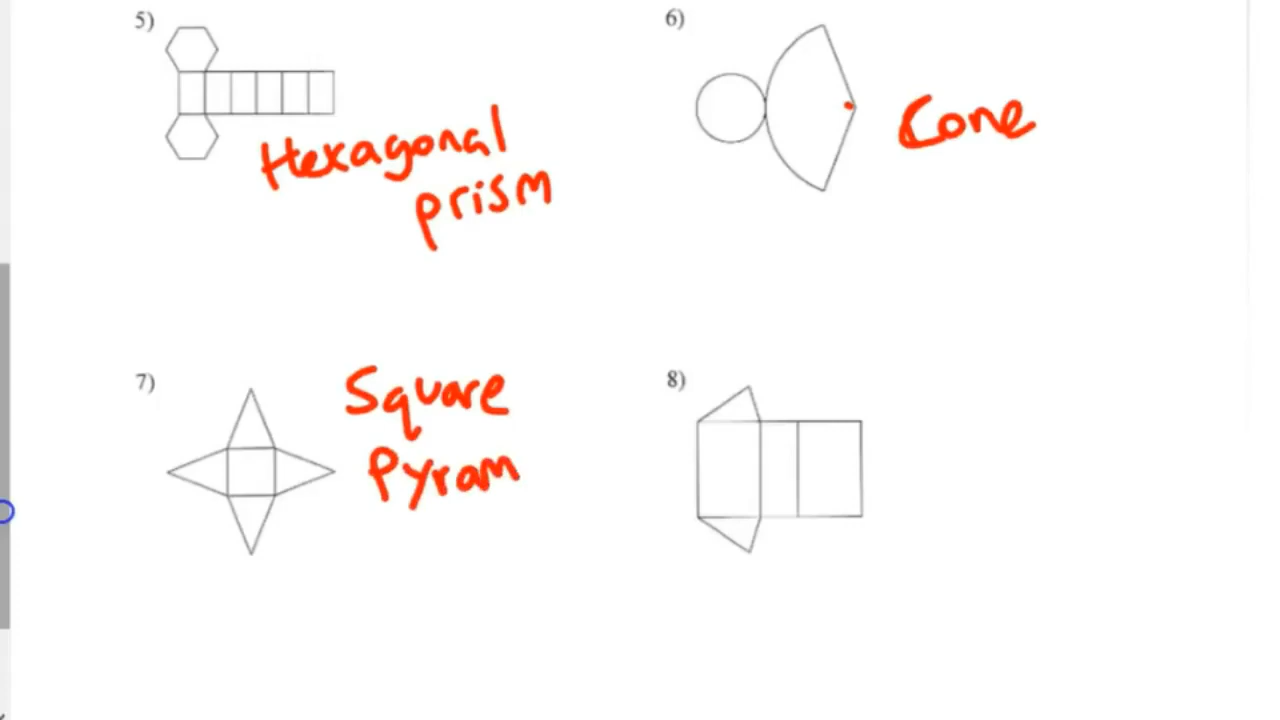 5)
Hexagonal
prism
6)
Cone
7)
Square
Pyram
8)